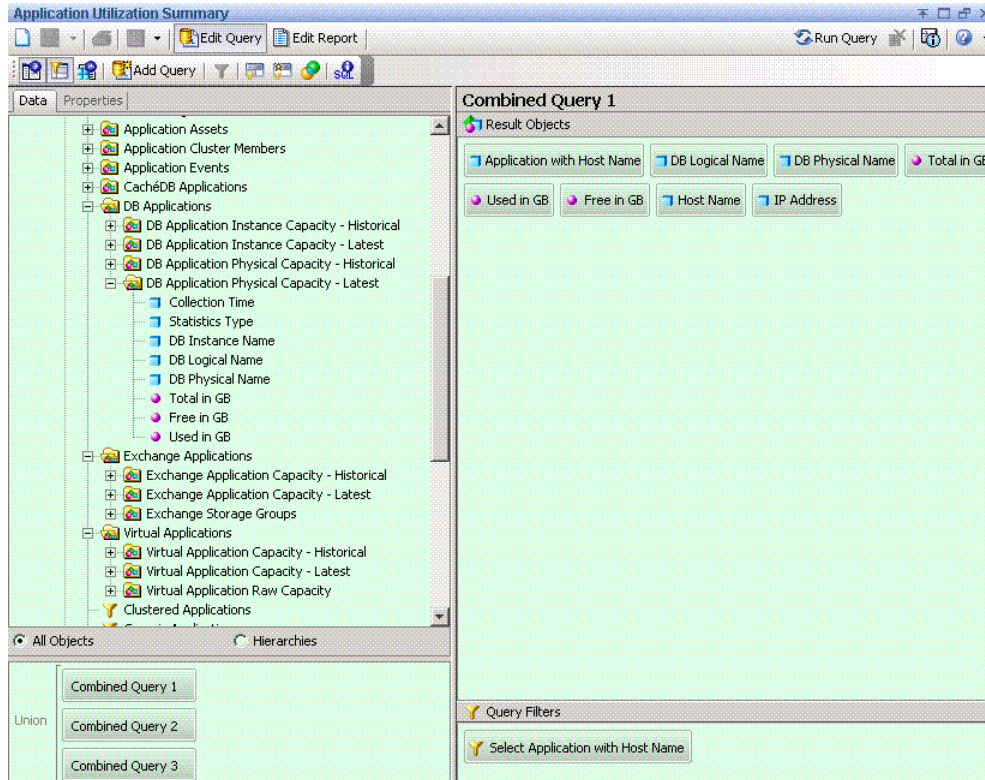 Application Utilization Summary
Edit Query Edit Report Run Query
Add Query SQL
Data Properties
Application Assets
Application Cluster Members
Application Events
CachéDB Applications
DB Applications
DB Application Instance Capacity - Historical
DB Application Instance Capacity - Latest
DB Application Physical Capacity - Historical
DB Application Physical Capacity - Latest
Collection Time
Statistics Type
DB Instance Name
DB Logical Name
DB Physical Name
Total in GB
Free in GB
Used in GB
Exchange Applications
Exchange Application Capacity - Historical
Exchange Application Capacity - Latest
Exchange Storage Groups
Virtual Applications
Virtual Application Capacity - Historical
Virtual Application Capacity - Latest
Virtual Application Raw Capacity
Clustered Applications
All Objects Hierarchies
Union
Combined Query 1
Combined Query 2
Combined Query 3
Combined Query 1
Result Objects
Application with Host Name DB Logical Name DB Physical Name Total in GB
Used in GB Free in GB Host Name IP Address
Query Filters
Select Application with Host Name